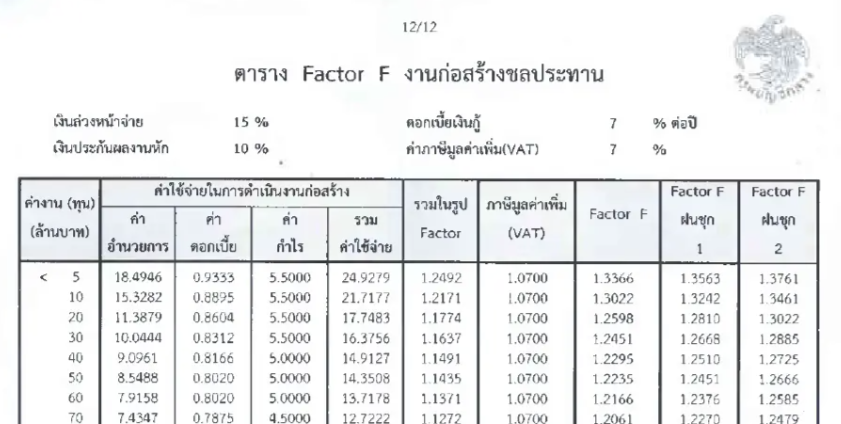 12/12
ตาราง Factor F งานก่อสร้างชลประทาน
เงินล่วงหน้าจ่าย 15 % ดอกเบี้ยเงินกู้ 7 % ต่อปี
เงินประกันผลงานหัก 10 % ค่าภาษีมูลค่าเพิ่ม(VAT) 7 %
ค่างาน (ทุน) (ล้านบาท) ค่าใช้จ่ายในการดำเนินงานก่อสร้าง รวมในรูป Factor ภาษีมูลค่าเพิ่ม (VAT) Factor F Factor F ฝนชุก 1 Factor F ฝนชุก 2
ค่าอำนวยการ ค่าดอกเบี้ย ค่ากำไร รวมค่าใช้จ่าย
< 5 18.4946 0.9333 5.5000 24.9279 1.2492 1.0700 1.3366 1.3563 1.3761
10 15.3282 0.8895 5.5000 21.7177 1.2171 1.0700 1.3022 1.3242 1.3461
20 11.3879 0.8604 5.5000 17.7483 1.1774 1.0700 1.2598 1.2810 1.3022
30 10.0444 0.8312 5.5000 16.3756 1.1637 1.0700 1.2451 1.2668 1.2885
40 9.0961 0.8166 5.0000 14.9127 1.1491 1.0700 1.2295 1.2510 1.2725
50 8.5488 0.8020 5.0000 14.3508 1.1435 1.0700 1.2235 1.2451 1.2666
60 7.9158 0.8020 5.0000 13.7178 1.1371 1.0700 1.2166 1.2376 1.2585
70 7.4347 0.7875 4.5000 12.7222 1.1272 1.0700 1.2061 1.2270 1.2479